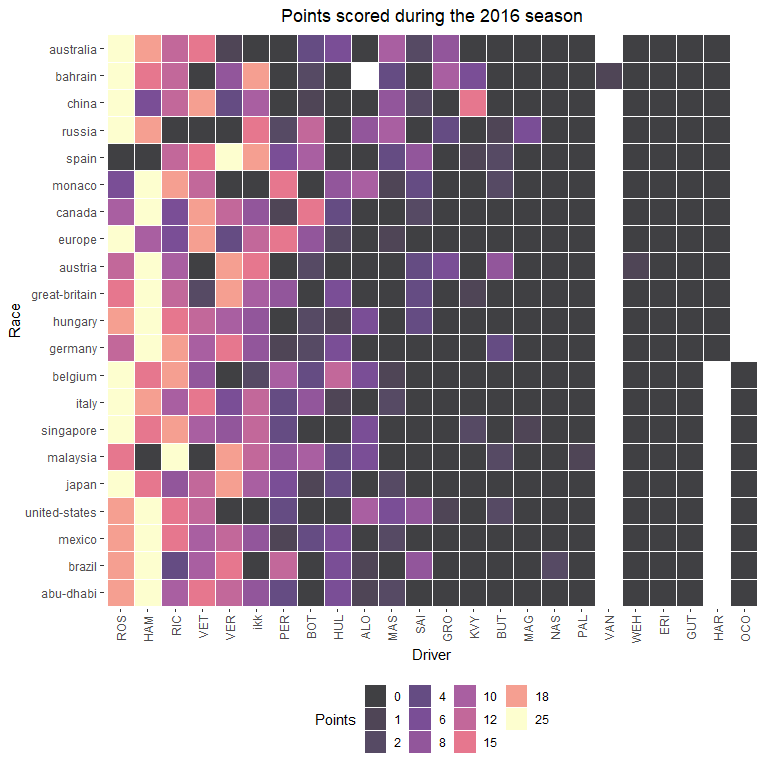 Points scored during the 2016 season
Race
australia
bahrain
china
russia
spain
monaco
canada
europe
austria
great-britain
hungary
germany
belgium
italy
singapore
malaysia
japan
united-states
mexico
brazil
abu-dhabi
ROS HAM RIC VET VER ikk PER BOT HUL ALO MAS SAI GRO KVY BUT MAG NAS PAL VAN WEH ERI GUT HAR OCO
Driver
Points
0 4 10 18
1 6 12 25
2 8 15